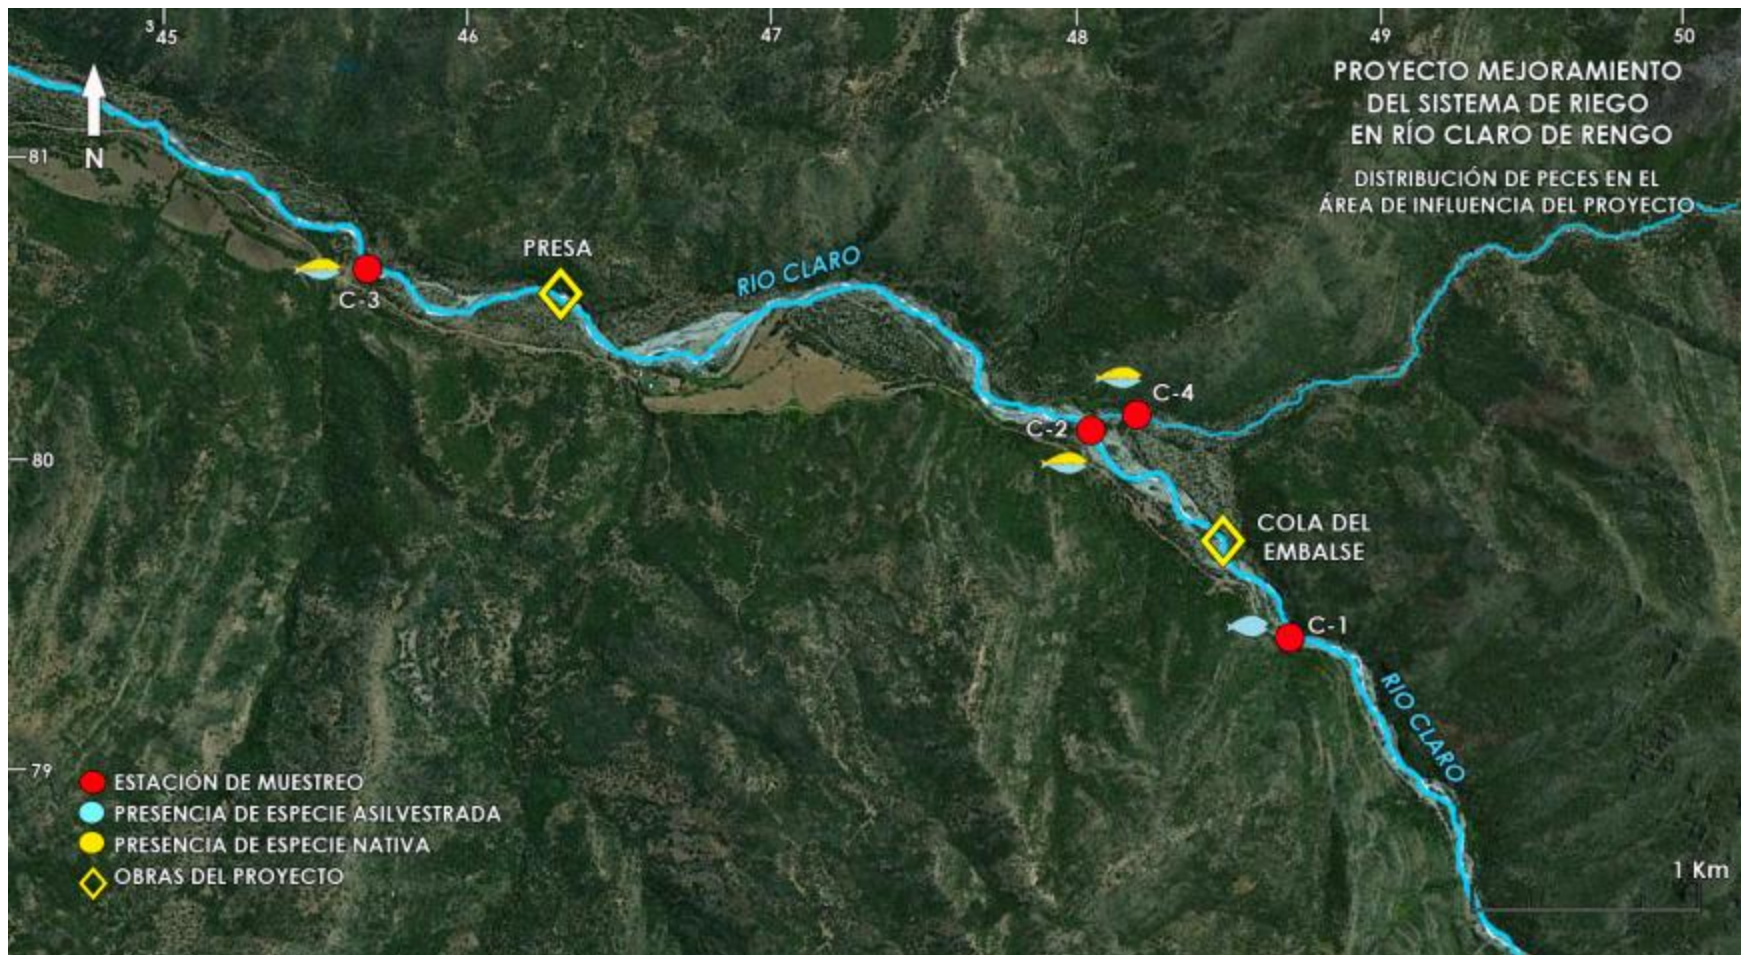 ³45 46 47 48 49 50
PROYECTO MEJORAMIENTO
DEL SISTEMA DE RIEGO
EN RÍO CLARO DE RENGO
DISTRIBUCIÓN DE PECES EN EL
ÁREA DE INFLUENCIA DEL PROYECTO
81
N
PRESA
RIO CLARO
C-3
C-4
C-2
80
COLA DEL
EMBALSE
C-1
RIO CLARO
79
ESTACIÓN DE MUESTREO
PRESENCIA DE ESPECIE ASILVESTRADA
PRESENCIA DE ESPECIE NATIVA
OBRAS DEL PROYECTO
1 Km